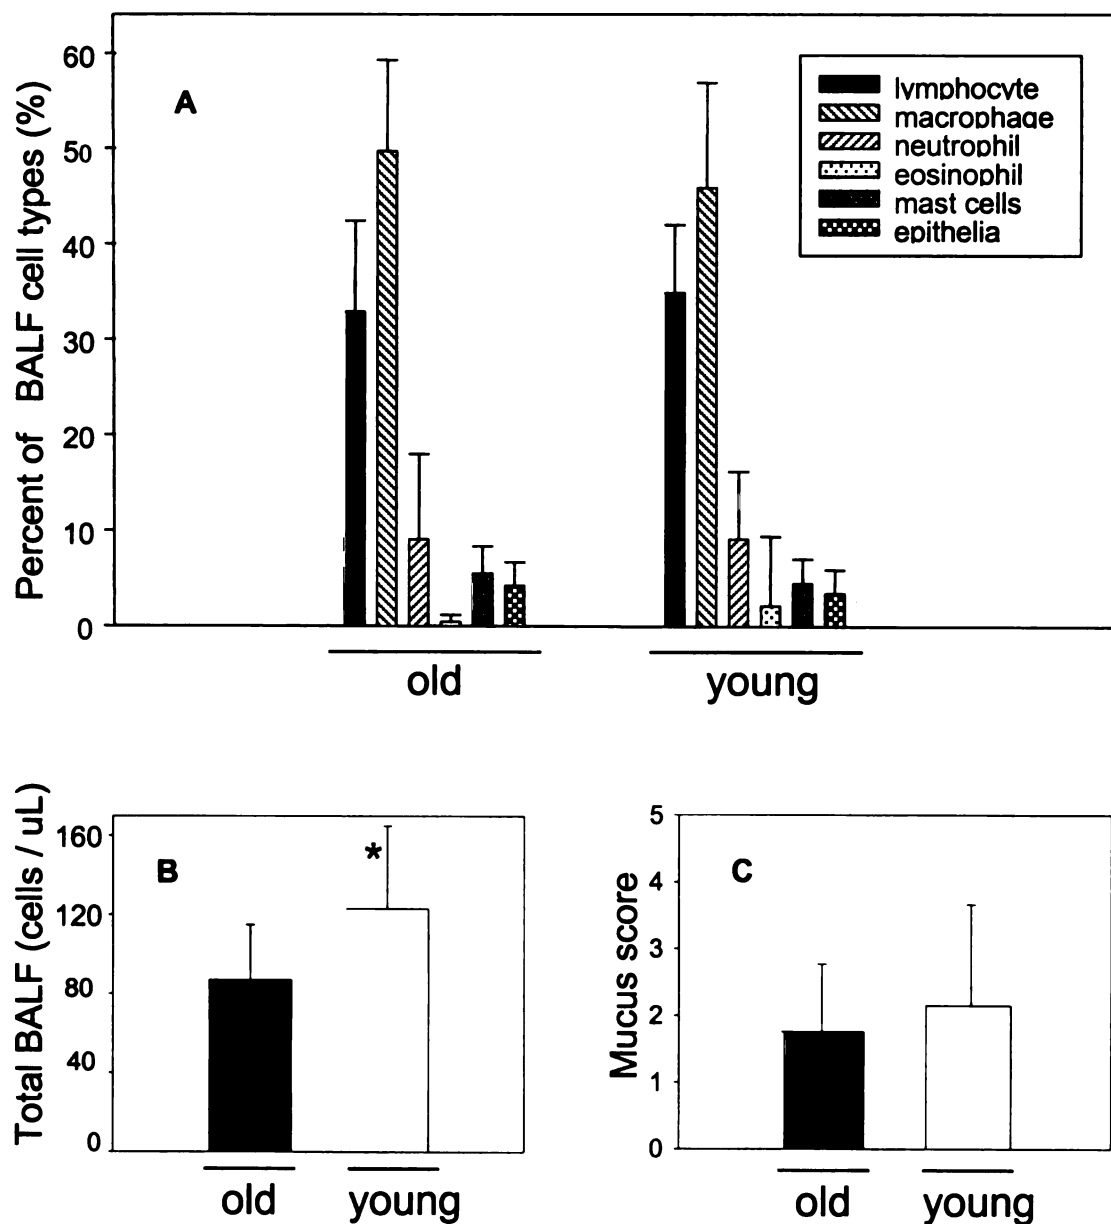 A
Percent of BALF cell types (%)
60
50
40
30
20
10
0
lymphocyte
macrophage
neutrophil
eosinophil
mast cells
epithelia
old
young
B
Total BALF (cells / uL)
160
120
80
40
0
*
old
young
C
Mucus score
5
4
3
2
1
0
old
young